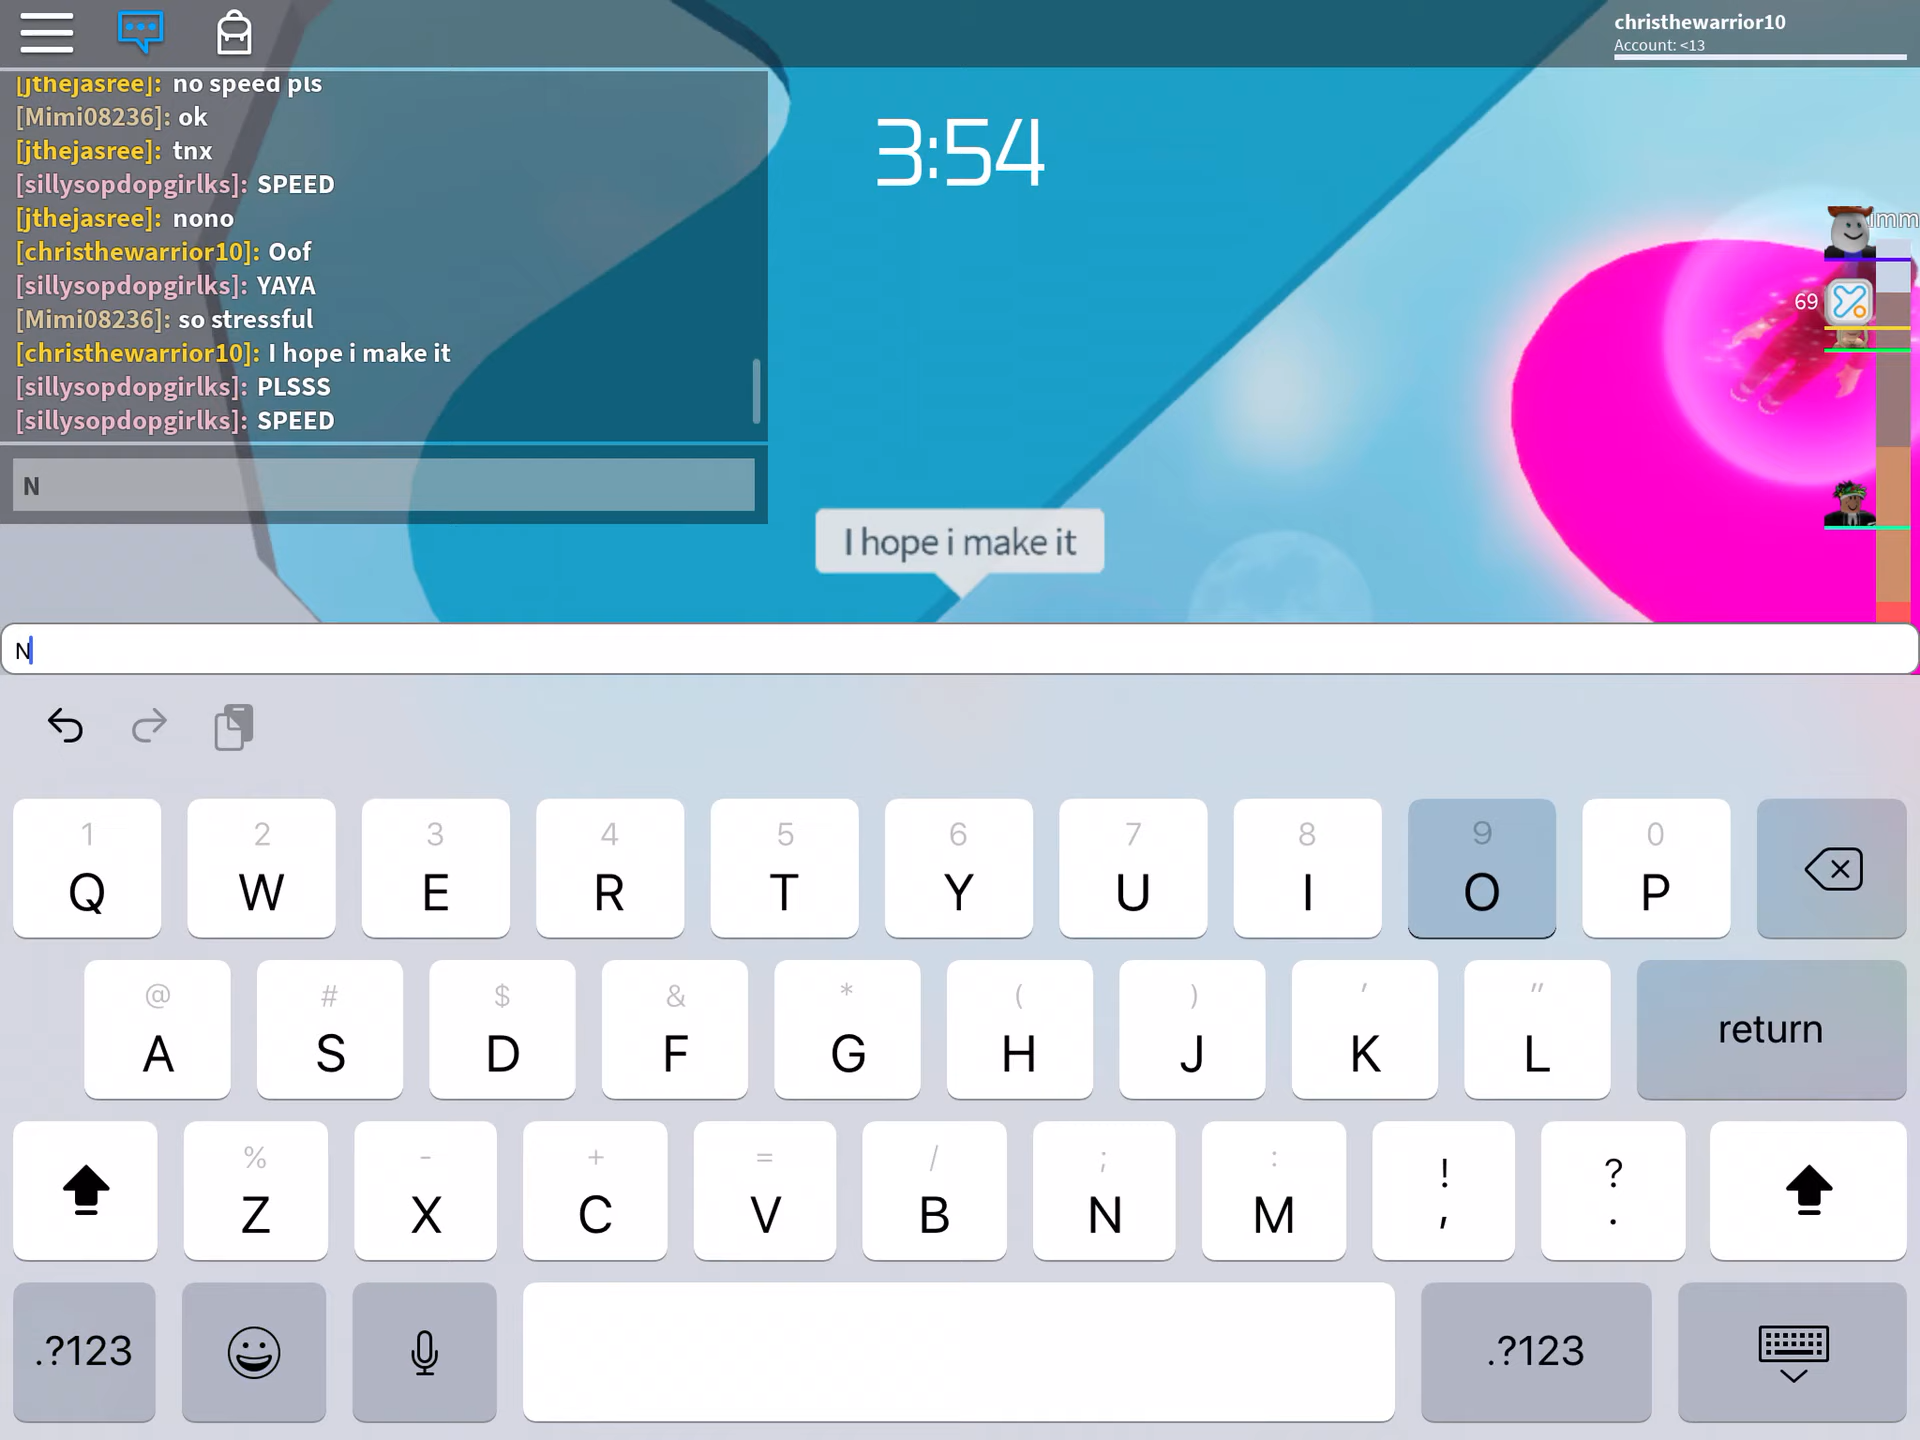 christhewarrior10
Account: <13
[jthejasree]: no speed pls
[Mimi08236]: ok
[jthejasree]: tnx
[sillysopdopgirlks]: SPEED
[jthejasree]: nono
[christhewarrior10]: Oof
[sillysopdopgirlks]: YAYA
[Mimi08236]: so stressful
[christhewarrior10]: I hope i make it
[sillysopdopgirlks]: PLSSS
[sillysopdopgirlks]: SPEED
N
3:54
69
I hope i make it
N
1 2 3 4 5 6 7 8 9 0
Q W E R T Y U I O P
@ # $ & * ( ) ' "
A S D F G H J K L return
% - + = / ; : ! ?
Z X C V B N M , .
.?123 .?123